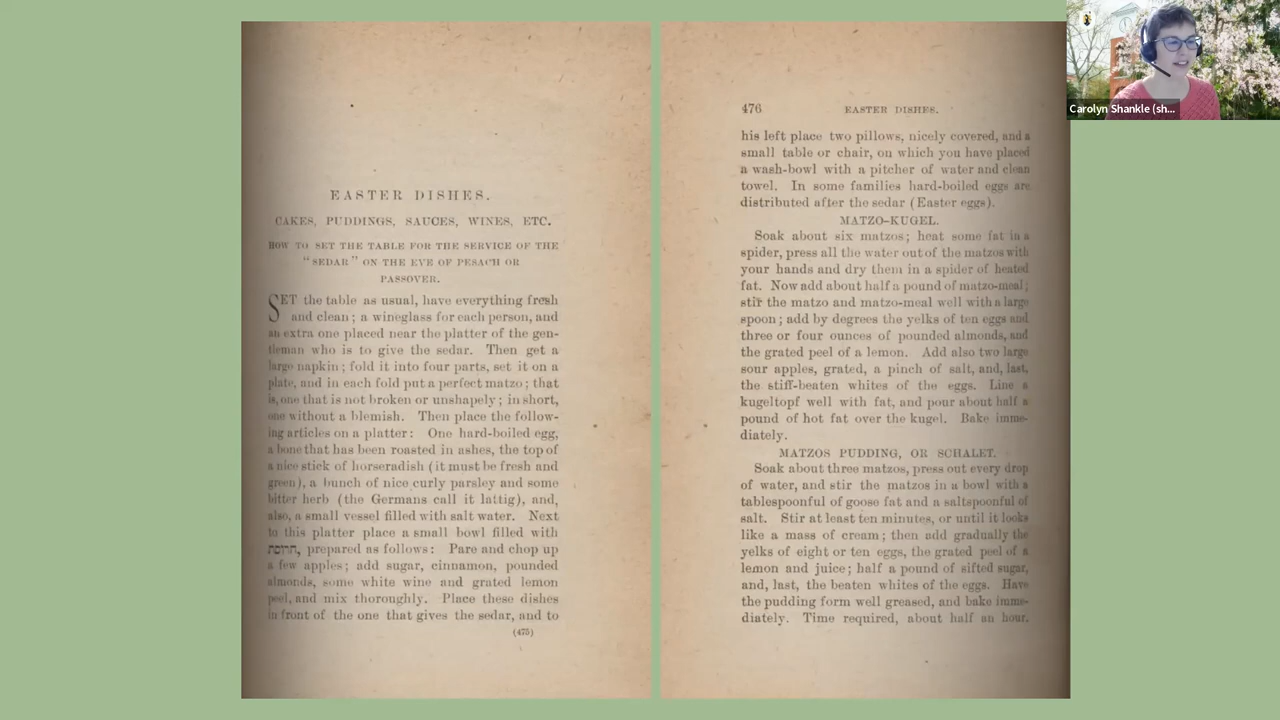 EASTER DISHES.
CAKES, PUDDINGS, SAUCES, WINES, ETC.
HOW TO SET THE TABLE FOR THE SERVICE OF THE
"SEDAR" ON THE EVE OF PESACH OR
PASSOVER.
SET the table as usual, have everything fresh
and clean; a wineglass for each person, and
an extra one placed near the platter of the gen-
tleman who is to give the sedar. Then get a
large napkin; fold it into four parts, set it on a
plate, and in each fold put a perfect matzo; that
is, one that is not broken or unshapely; in short,
one without a blemish. Then place the follow-
ing articles on a platter: One hard-boiled egg,
a bone that has been roasted in ashes, the top of
a nice stick of horseradish (it must be fresh and
green), a bunch of nice curly parsley and some
bitter herb (the Germans call it lattig), and,
also, a small vessel filled with salt water. Next
to this platter place a small bowl filled with
חרוסת, prepared as follows: Pare and chop up
a few apples; add sugar, cinnamon, pounded
almonds, some white wine and grated lemon
peel, and mix thoroughly. Place these dishes
in front of the one that gives the sedar, and to
(475)
476 EASTER DISHES.
his left place two pillows, nicely covered, and a
small table or chair, on which you have placed
a wash-bowl with a pitcher of water and clean
towel. In some families hard-boiled eggs are
distributed after the sedar (Easter eggs).
MATZO-KUGEL.
Soak about six matzos; heat some fat in a
spider, press all the water out of the matzos with
your hands and dry them in a spider of heated
fat. Now add about half a pound of matzo-meal;
stir the matzo and matzo-meal well with a large
spoon; add by degrees the yelks of ten eggs and
three or four ounces of pounded almonds, and
the grated peel of a lemon. Add also two large
sour apples, grated, a pinch of salt, and, last,
the stiff-beaten whites of the eggs. Line a
kugeltopf well with fat, and pour about half a
pound of hot fat over the kugel. Bake imme-
diately.
MATZOS PUDDING, OR SCHALET.
Soak about three matzos, press out every drop
of water, and stir the matzos in a bowl with a
tablespoonful of goose fat and a saltspoonful of
salt. Stir at least ten minutes, or until it looks
like a mass of cream; then add gradually the
yelks of eight or ten eggs, the grated peel of a
lemon and juice; half a pound of sifted sugar,
and, last, the beaten whites of the eggs. Have
the pudding form well greased, and bake imme-
diately. Time required, about half an hour.
Carolyn Shankle (sh...